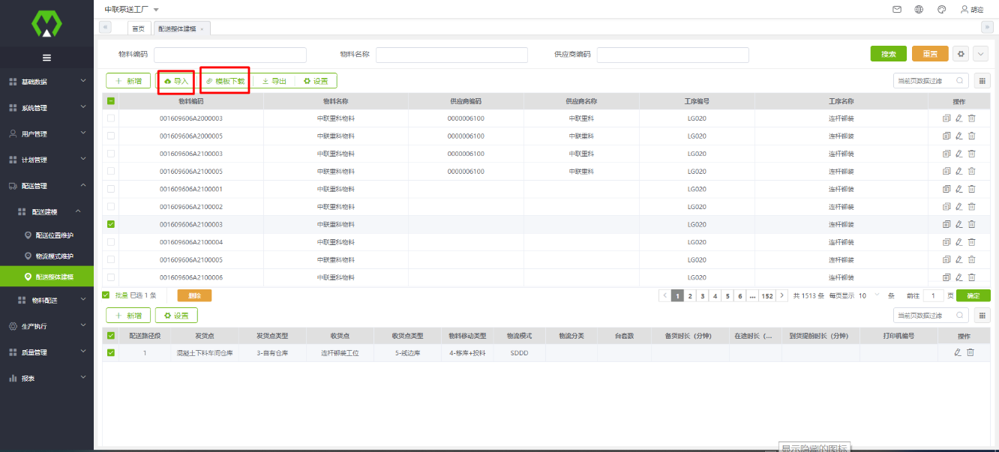 中联泵送工厂
胡迎
首页 配送整体建模 ×
物料编码 物料名称 供应商编码 搜索 重置
新增 导入 模板下载 导出 设置 当前页数据过滤
物料编码 物料名称 供应商编码 供应商名称 工序编号 工序名称 操作
001609606A2000003 中联重科物料 0000006100 中联重科 LG020 连杆铆装
001609606A2000005 中联重科物料 0000006100 中联重科 LG020 连杆铆装
001609606A2100003 中联重科物料 0000006100 中联重科 LG020 连杆铆装
001609606A2100005 中联重科物料 0000006100 中联重科 LG020 连杆铆装
001609606A2100001 中联重科物料 LG020 连杆铆装
001609606A2100002 中联重科物料 LG020 连杆铆装
001609606A2100003 中联重科物料 LG020 连杆铆装
001609606A2100004 中联重科物料 LG020 连杆铆装
001609606A2100005 中联重科物料 LG020 连杆铆装
001609606A2100006 中联重科物料 LG020 连杆铆装
批量 已选 1 条 删除 1 2 3 4 5 6 ... 152 共 1513 条 每页显示 10 条 前往 1 页 确定
新增 设置 当前页数据过滤
配送路径段 发货点 发货点类型 收货点 收货点类型 物料移动类型 物流模式 物流分类 台套数 备货时长（分钟） 在途时长（... 到货提前时长（分钟） 打印机编号 操作
1 混凝土下料车间仓库 3-自有仓库 连杆铆装工位 5-线边库 4-移库+投料 SDDD
基础数据
系统管理
用户管理
计划管理
配送管理
配送建模
配送位置维护
物流模式维护
配送整体建模
物料配送
生产执行
质量管理
报表
显示隐藏的图标